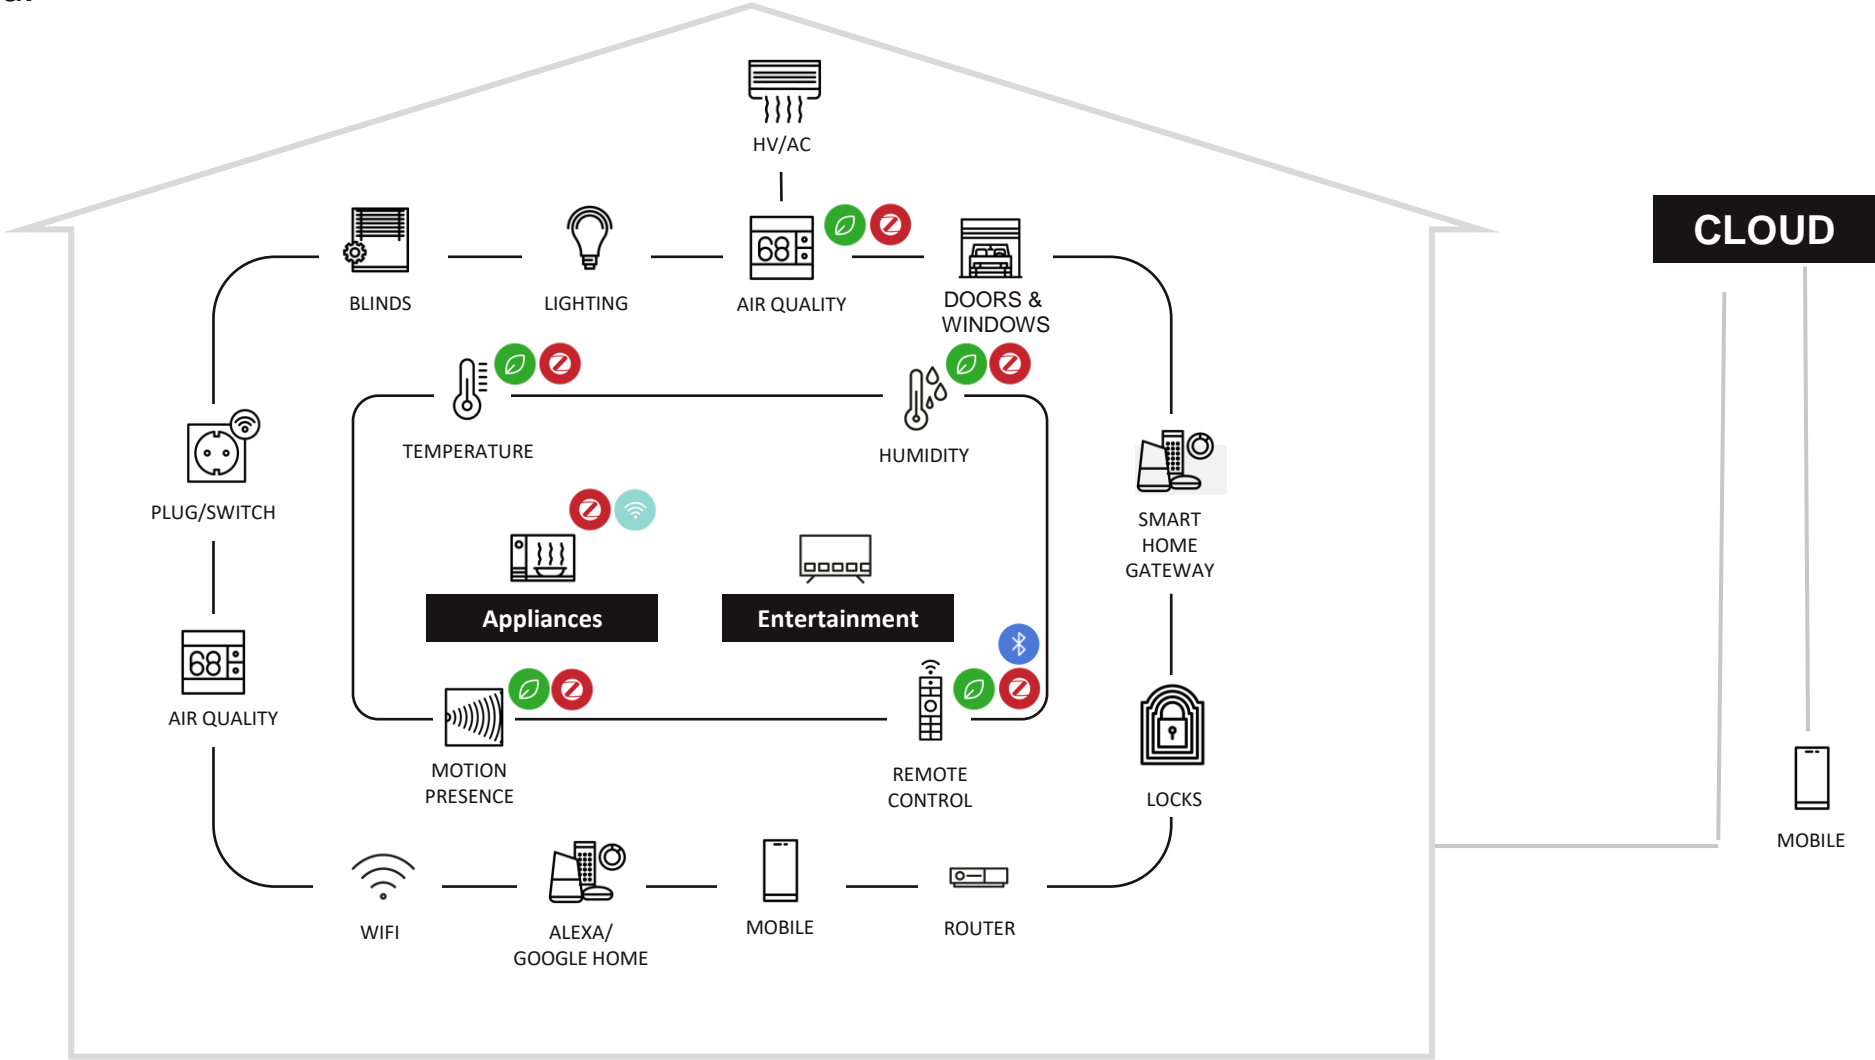 HV/AC
CLOUD
68
BLINDS
LIGHTING
AIR QUALITY
DOORS &
WINDOWS
TEMPERATURE
HUMIDITY
PLUG/SWITCH
SMART
HOME
GATEWAY
Appliances
Entertainment
68
AIR QUALITY
MOTION
PRESENCE
REMOTE
CONTROL
LOCKS
MOBILE
WIFI
ALEXA/
GOOGLE HOME
MOBILE
ROUTER